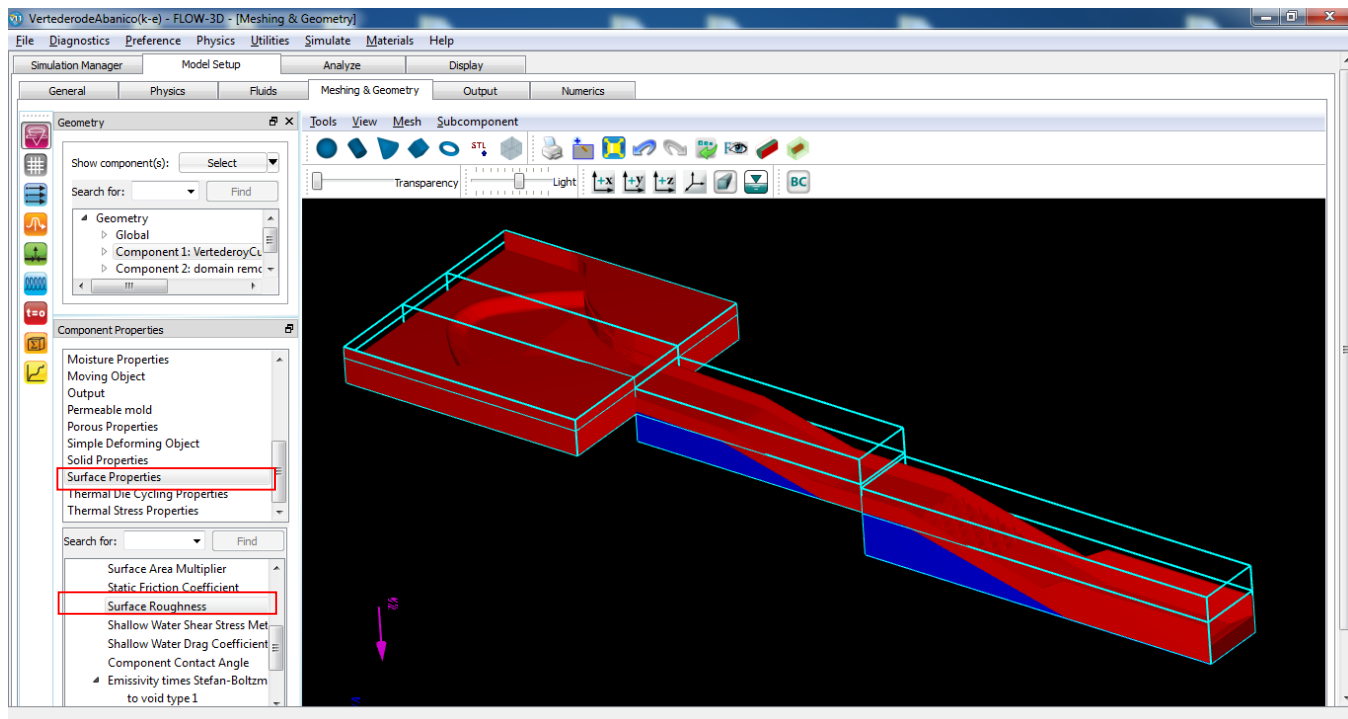 VertederodeAbanico(k-e) - FLOW-3D - [Meshing & Geometry]
File Diagnostics Preference Physics Utilities Simulate Materials Help
Simulation Manager Model Setup Analyze Display
General Physics Fluids Meshing & Geometry Output Numerics
Geometry
Tools View Mesh Subcomponent
STL
Show component(s): Select
Transparency
Light
+x
+y
+z
BC
Search for: Find
Geometry
Global
Component 1: VertederoyCu
Component 2: domain remo
t=0
Component Properties
Moisture Properties
Moving Object
Output
Permeable mold
Porous Properties
Simple Deforming Object
Solid Properties
Surface Properties
Thermal Die Cycling Properties
Thermal Stress Properties
Search for: Find
Surface Area Multiplier
Static Friction Coefficient
Surface Roughness
Shallow Water Shear Stress Met
Shallow Water Drag Coefficient
Component Contact Angle
Emissivity times Stefan-Boltzm
to void type 1